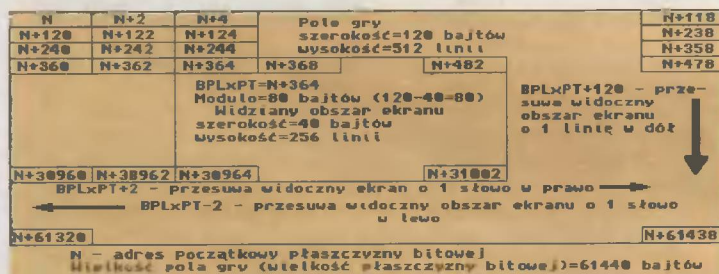 N N+2 N+4 Pole gry N+118
N+120 N+122 N+124 szerokość=120 bajtów N+238
N+240 N+242 N+244 wysokość=512 linii N+358
N+360 N+362 N+364 N+368 N+482 N+478
BPLxPT=N+364
Modulo=80 bajtów (120-40=80)
Widziany obszar ekranu
szerokość=40 bajtów
wysokość=256 linii
BPLxPT+120 - prze-
suwa widoczny
obszar ekranu
o 1 linię w dół
N+30960 N+30962 N+30964 N+31002
BPLxPT+2 - przesuwa widoczny ekran o 1 słowo w prawo
BPLxPT-2 - przesuwa widoczny obszar ekranu o 1 słowo
w lewo
N+61320 N+61438
N - adres początkowy płaszczyzny bitowej
Wielkość pola gry (wielkość płaszczyzny bitowej)=61440 bajtów